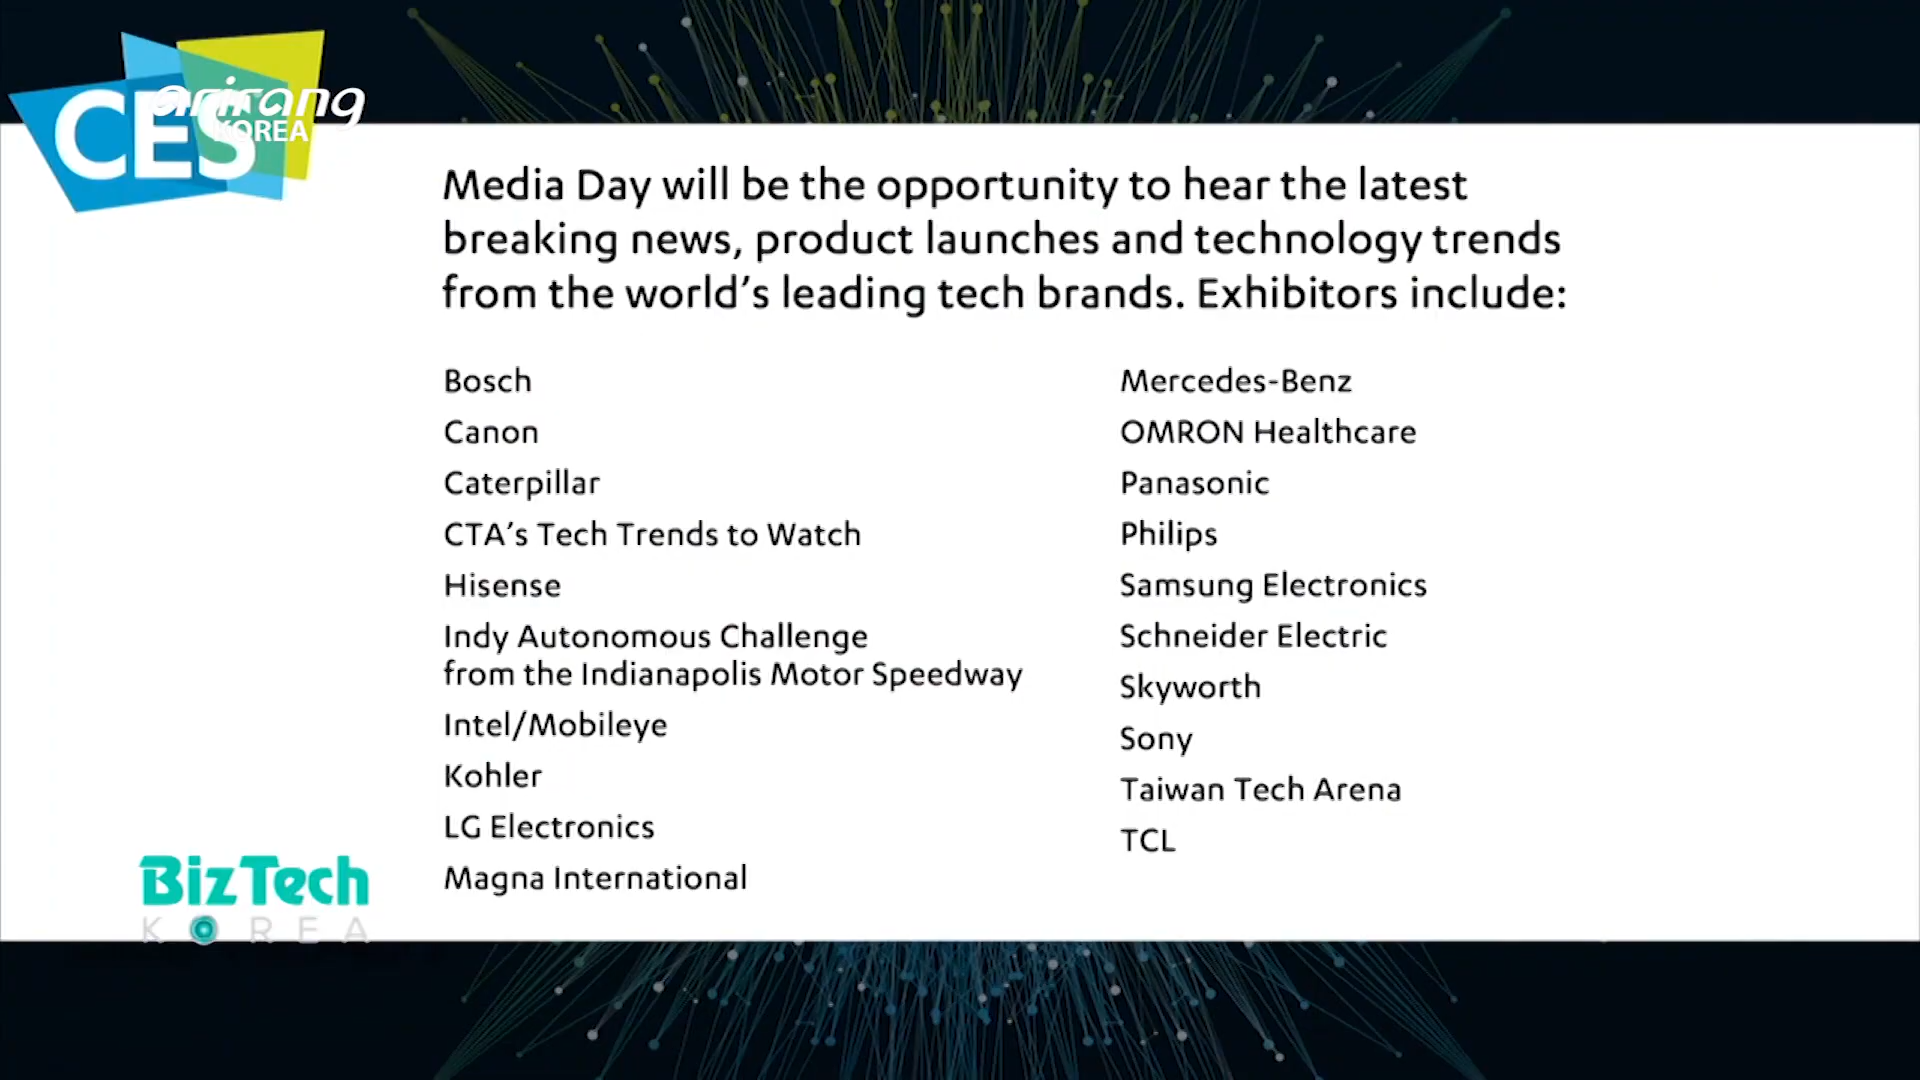 CES
arirang
KOREA
Media Day will be the opportunity to hear the latest
breaking news, product launches and technology trends
from the world’s leading tech brands. Exhibitors include:
Bosch
Canon
Caterpillar
CTA’s Tech Trends to Watch
Hisense
Indy Autonomous Challenge
from the Indianapolis Motor Speedway
Intel/Mobileye
Kohler
LG Electronics
Magna International
Mercedes-Benz
OMRON Healthcare
Panasonic
Philips
Samsung Electronics
Schneider Electric
Skyworth
Sony
Taiwan Tech Arena
TCL
BizTech
KOREA